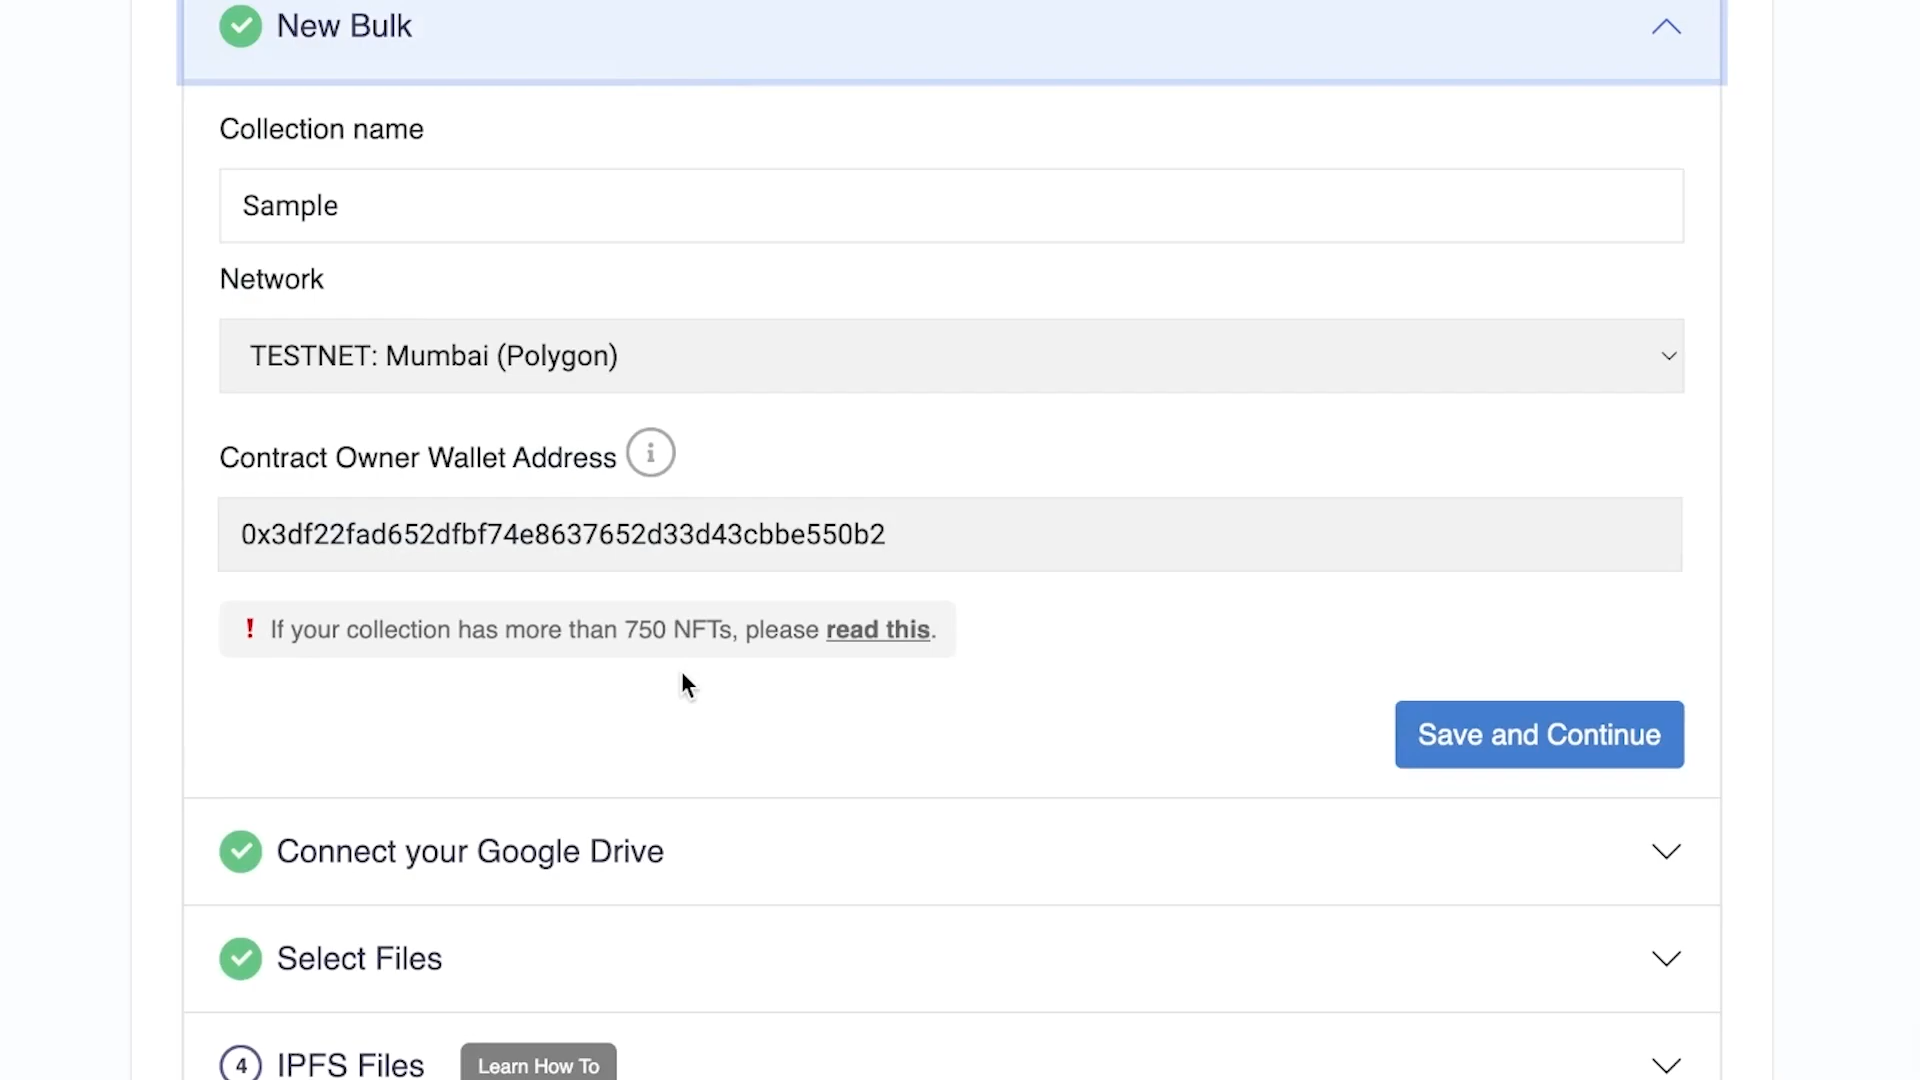 New Bulk
Collection name
Sample
Network
TESTNET: Mumbai (Polygon)
Contract Owner Wallet Address i
0x3df22fad652dfbf74e8637652d33d43cbbe550b2
! If your collection has more than 750 NFTs, please read this.
Save and Continue
Connect your Google Drive
Select Files
4 IPFS Files Learn How To